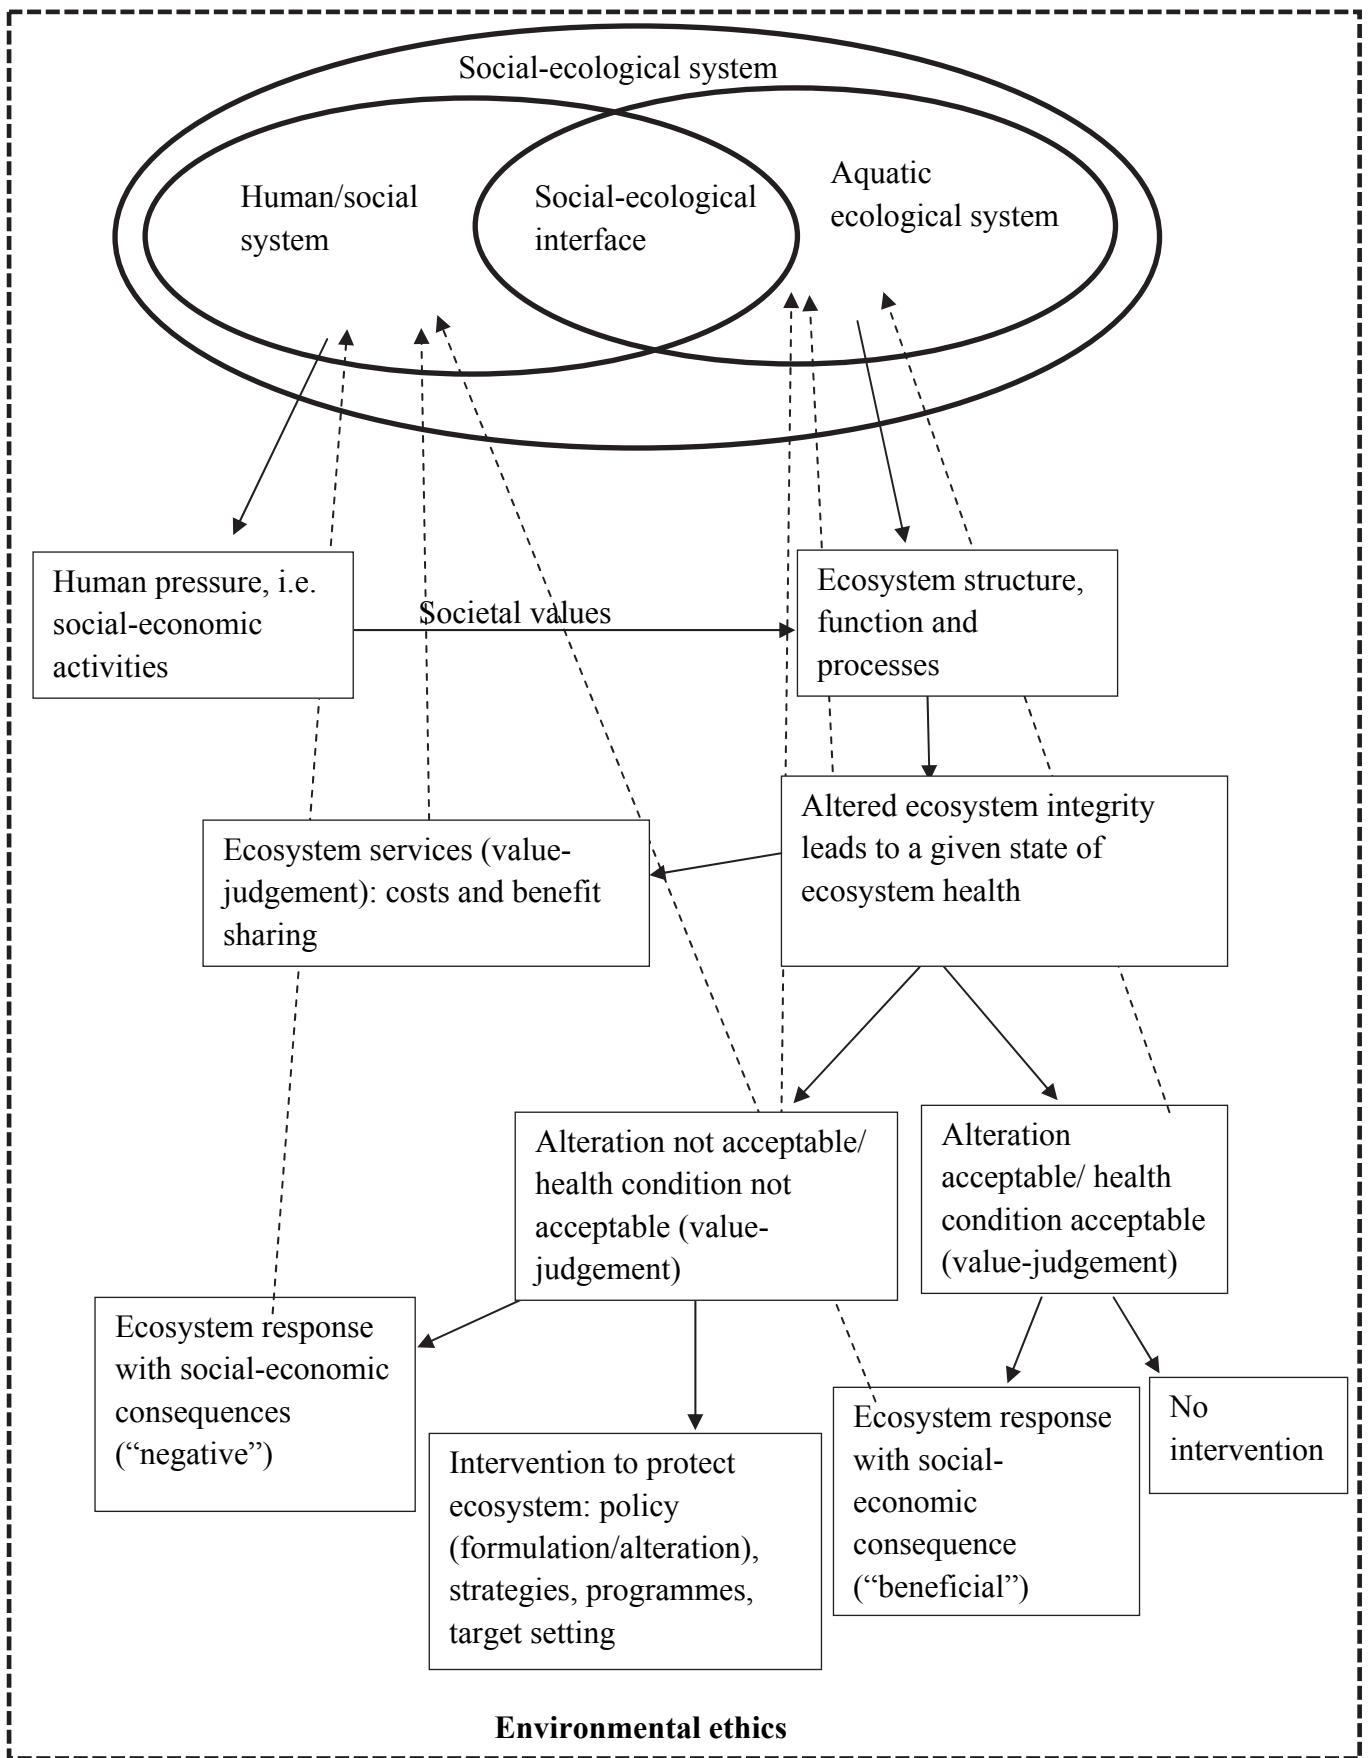 Social-ecological system
Human/social
system
Social-ecological
interface
Aquatic
ecological system
Human pressure, i.e.
social-economic
activities
Societal values
Ecosystem structure,
function and
processes
Ecosystem services (value-
judgement): costs and benefit
sharing
Altered ecosystem integrity
leads to a given state of
ecosystem health
Alteration not acceptable/
health condition not
acceptable (value-
judgement)
Alteration
acceptable/ health
condition acceptable
(value-judgement)
Ecosystem response
with social-economic
consequences
(“negative”)
Intervention to protect
ecosystem: policy
(formulation/alteration),
strategies, programmes,
target setting
Ecosystem response
with social-
economic
consequence
(“beneficial”)
No
intervention
Environmental ethics